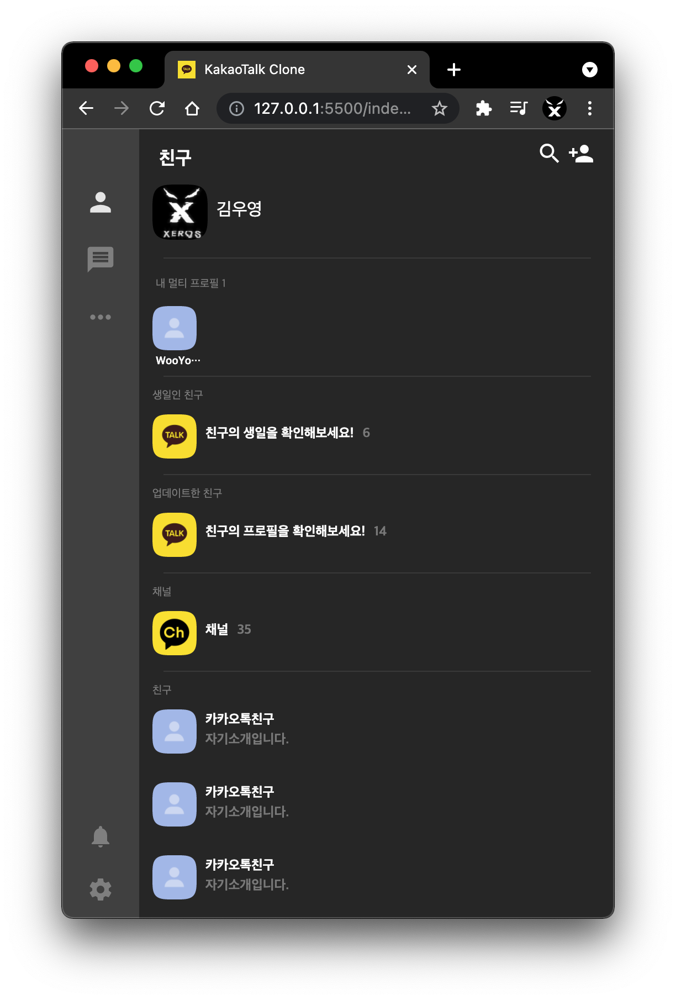 TALK
KakaoTalk Clone
127.0.0.1:5500/inde...
친구
X
XEROS
김우영
내 멀티 프로필 1
WooYo···
생일인 친구
TALK
친구의 생일을 확인해보세요! 6
업데이트한 친구
TALK
친구의 프로필을 확인해보세요! 14
채널
Ch
채널 35
친구
카카오톡친구
자기소개입니다.
카카오톡친구
자기소개입니다.
카카오톡친구
자기소개입니다.